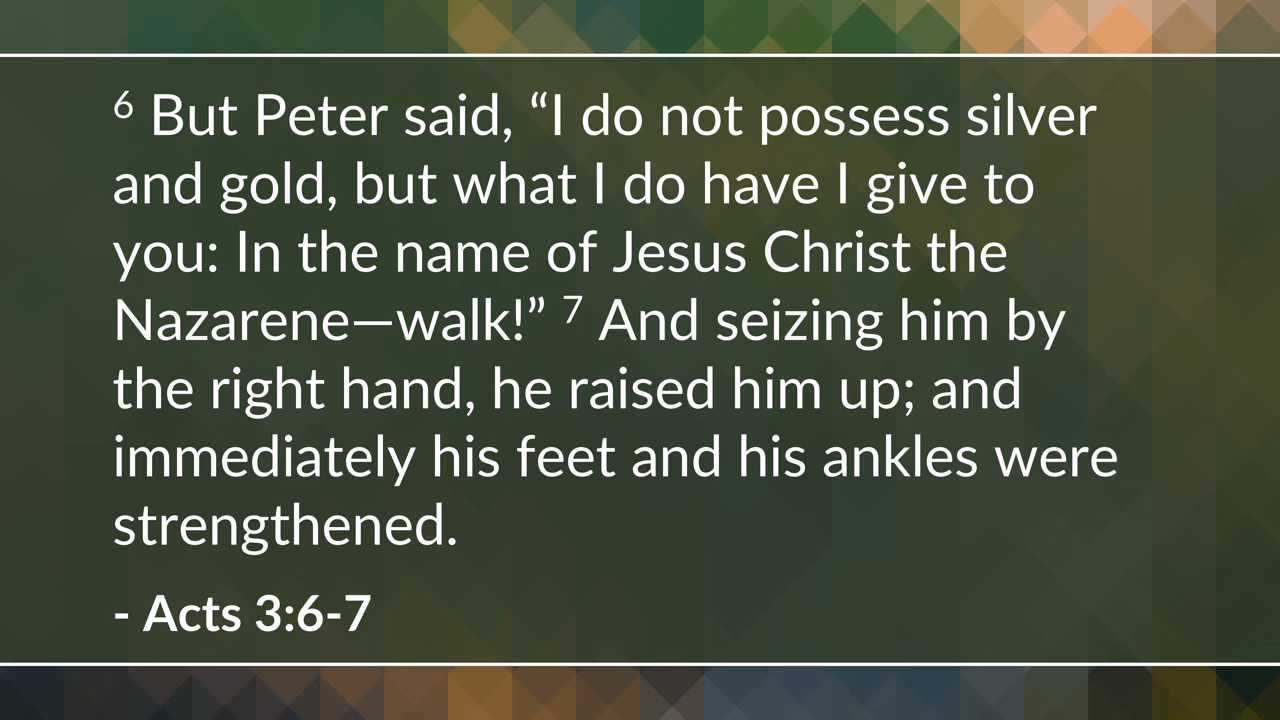 ⁶ But Peter said, “I do not possess silver
and gold, but what I do have I give to
you: In the name of Jesus Christ the
Nazarene—walk!” ⁷ And seizing him by
the right hand, he raised him up; and
immediately his feet and his ankles were
strengthened.
- Acts 3:6-7